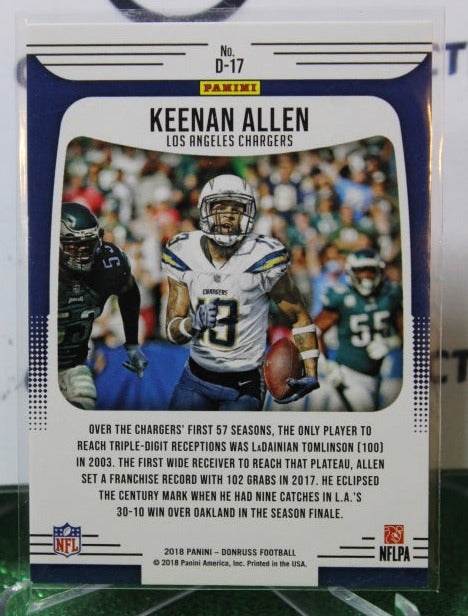 No.
D-17
PANINI
KEENAN ALLEN
LOS ANGELES CHARGERS
CHARGERS
13
13
55
OVER THE CHARGERS' FIRST 57 SEASONS, THE ONLY PLAYER TO
REACH TRIPLE-DIGIT RECEPTIONS WAS LaDAINIAN TOMLINSON (100)
IN 2003. THE FIRST WIDE RECEIVER TO REACH THAT PLATEAU, ALLEN
SET A FRANCHISE RECORD WITH 102 GRABS IN 2017. HE ECLIPSED
THE CENTURY MARK WHEN HE HAD NINE CATCHES IN L.A.'S
30-10 WIN OVER OAKLAND IN THE SEASON FINALE.
NFL
2018 PANINI – DONRUSS FOOTBALL
© 2018 Panini America, Inc. Printed in the USA.
NFLPA